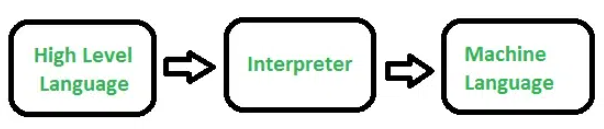 High Level
Language
Interpreter
Machine
Language